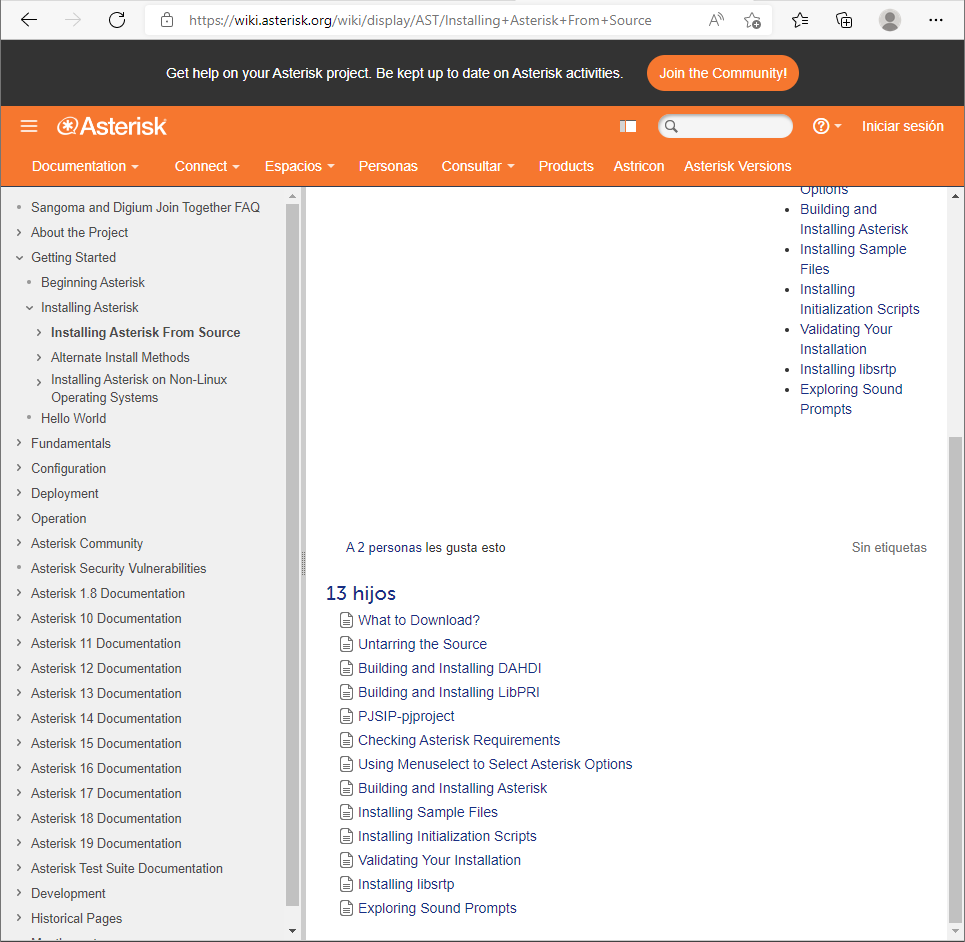 https://wiki.asterisk.org/wiki/display/AST/Installing+Asterisk+From+Source
Get help on your Asterisk project. Be kept up to date on Asterisk activities.
Join the Community!
Asterisk
Iniciar sesión
Documentation
Connect
Espacios
Personas
Consultar
Products
Astricon
Asterisk Versions
Sangoma and Digium Join Together FAQ
About the Project
Getting Started
Beginning Asterisk
Installing Asterisk
Installing Asterisk From Source
Alternate Install Methods
Installing Asterisk on Non-Linux
Operating Systems
Hello World
Fundamentals
Configuration
Deployment
Operation
Asterisk Community
Asterisk Security Vulnerabilities
Asterisk 1.8 Documentation
Asterisk 10 Documentation
Asterisk 11 Documentation
Asterisk 12 Documentation
Asterisk 13 Documentation
Asterisk 14 Documentation
Asterisk 15 Documentation
Asterisk 16 Documentation
Asterisk 17 Documentation
Asterisk 18 Documentation
Asterisk 19 Documentation
Asterisk Test Suite Documentation
Development
Historical Pages
Options
Building and
Installing Asterisk
Installing Sample
Files
Installing
Initialization Scripts
Validating Your
Installation
Installing libsrtp
Exploring Sound
Prompts
A 2 personas les gusta esto
Sin etiquetas
13 hijos
What to Download?
Untarring the Source
Building and Installing DAHDI
Building and Installing LibPRI
PJSIP-pjproject
Checking Asterisk Requirements
Using Menuselect to Select Asterisk Options
Building and Installing Asterisk
Installing Sample Files
Installing Initialization Scripts
Validating Your Installation
Installing libsrtp
Exploring Sound Prompts